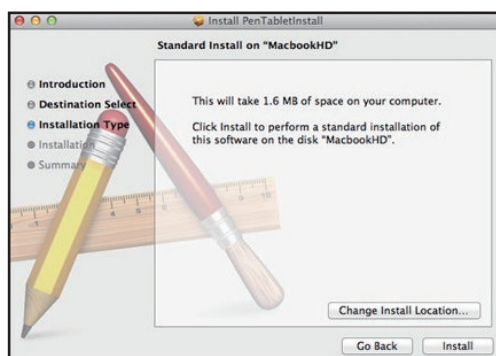 Install PenTabletInstall
Standard Install on "MacbookHD"
Introduction
Destination Select
Installation Type
Installation
Summary
This will take 1.6 MB of space on your computer.
Click Install to perform a standard installation of
this software on the disk "MacbookHD".
Change Install Location...
Go Back
Install